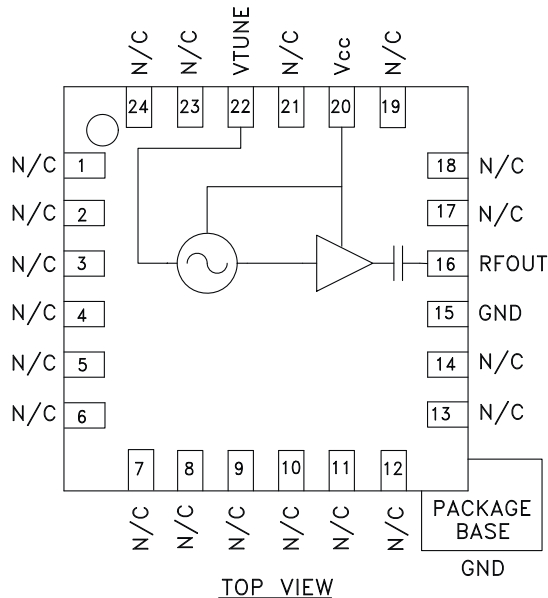 N/C N/C VTUNE N/C Vcc N/C
24 23 22 21 20 19
N/C 1
N/C 2
N/C 3
N/C 4
N/C 5
N/C 6
18 N/C
17 N/C
16 RFOUT
15 GND
14 N/C
13 N/C
7 8 9 10 11 12
N/C N/C N/C N/C N/C N/C
PACKAGE
BASE
GND
TOP VIEW